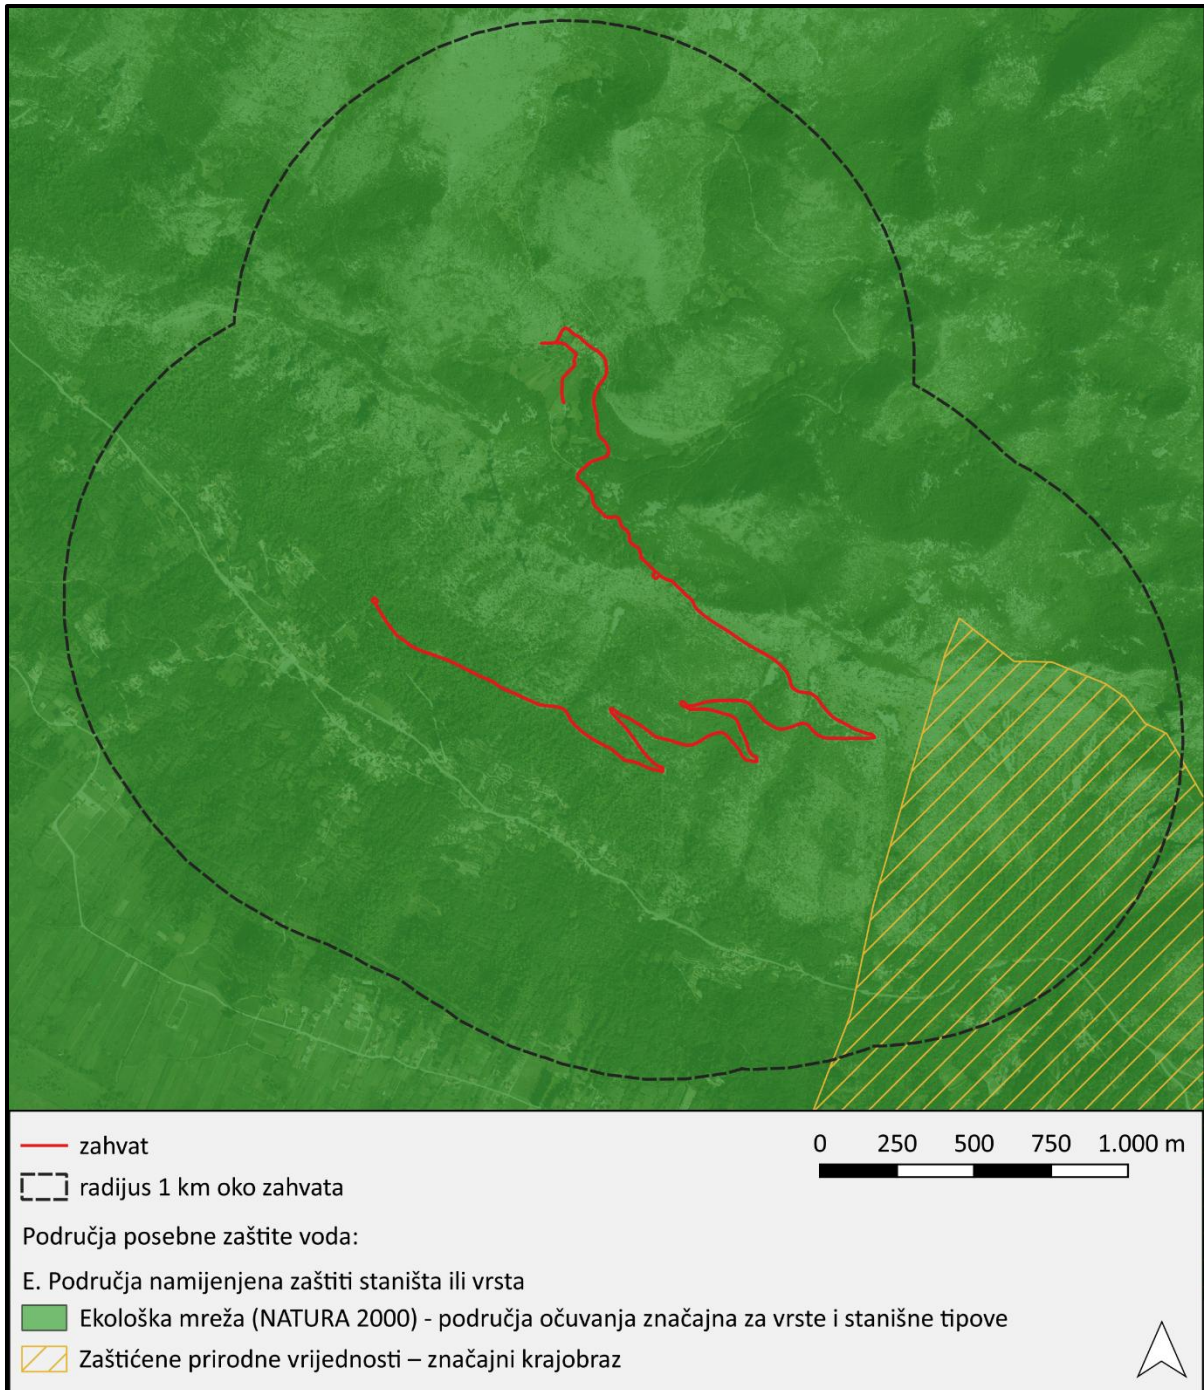 zahvat
0 250 500 750 1.000 m
radijus 1 km oko zahvata
Područja posebne zaštite voda:
E. Područja namijenjena zaštiti staništa ili vrsta
Ekološka mreža (NATURA 2000) - područja očuvanja značajna za vrste i stanišne tipove
Zaštićene prirodne vrijednosti – značajni krajobraz